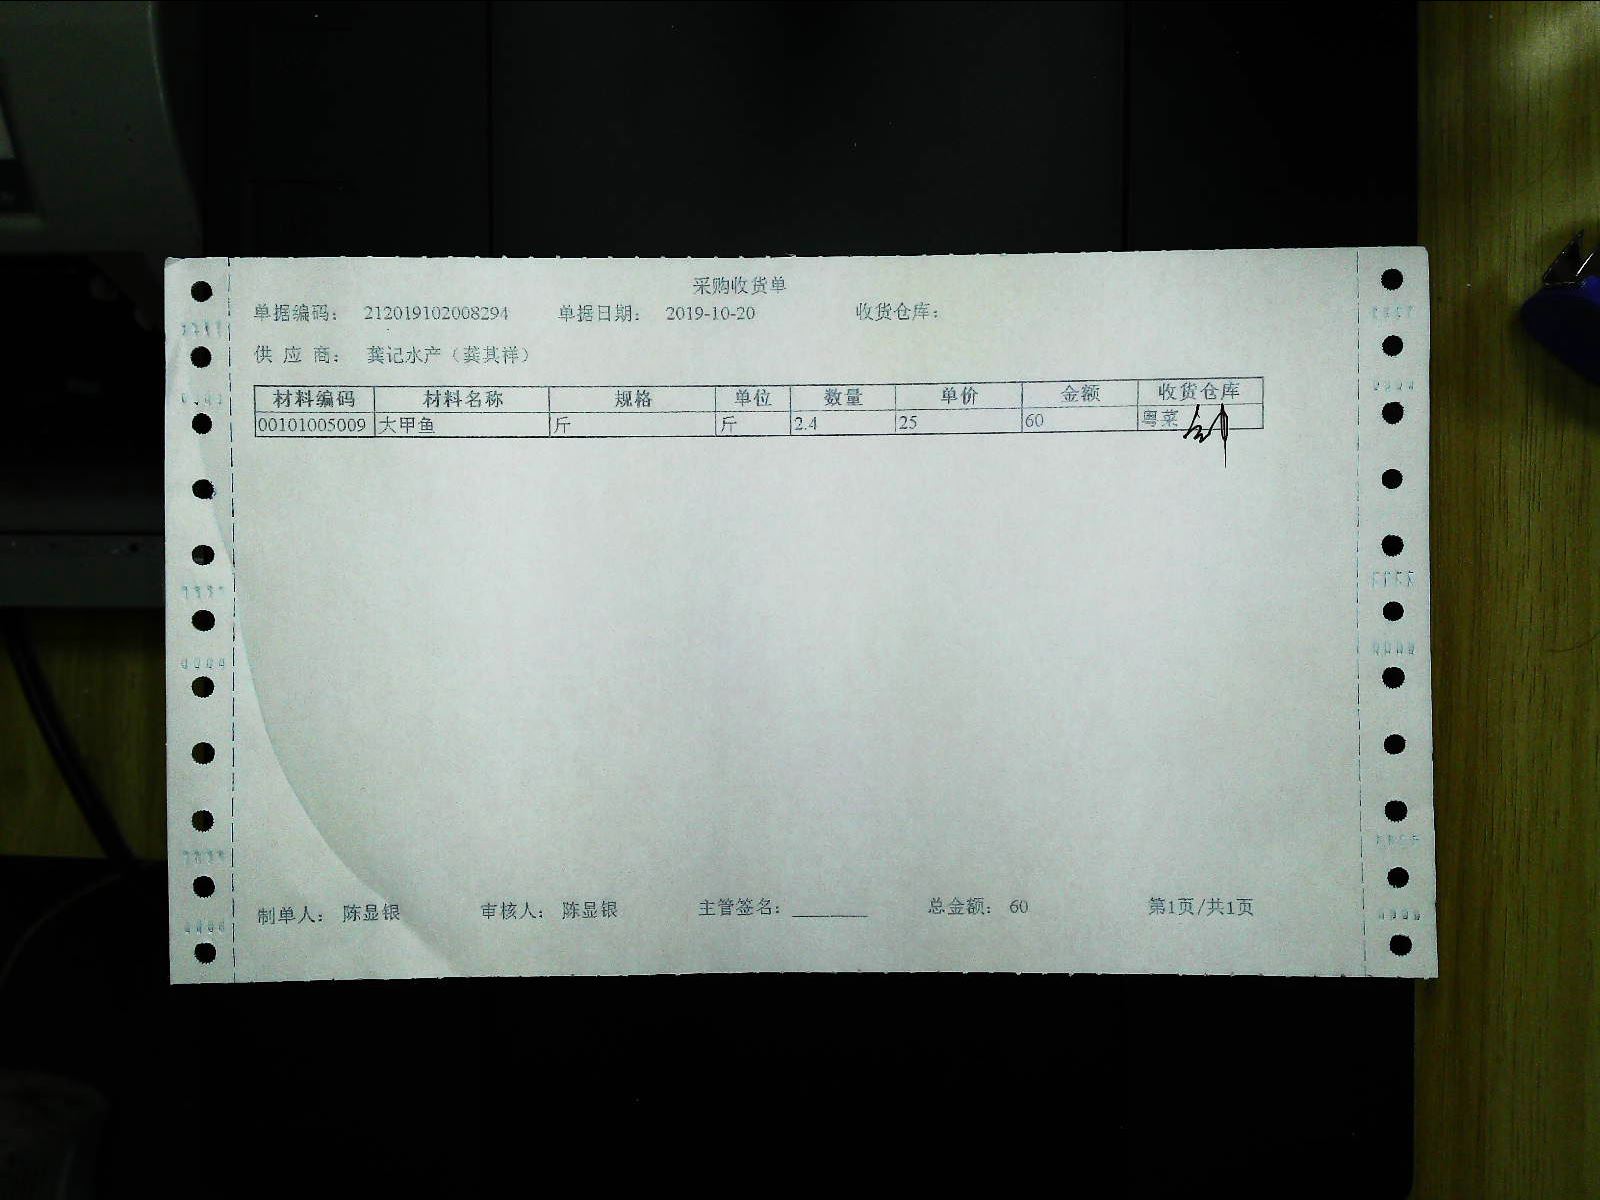 采购收货单
单据编码： 212019102008294 单据日期： 2019-10-20 收货仓库：
供 应 商： 龚记水产（龚其祥）
材料编码 材料名称 规格 单位 数量 单价 金额 收货仓库
00101005009 大甲鱼 斤 斤 2.4 25 60 粤菜
制单人： 陈显银 审核人： 陈显银 主管签名：________ 总金额： 60 第1页/共1页